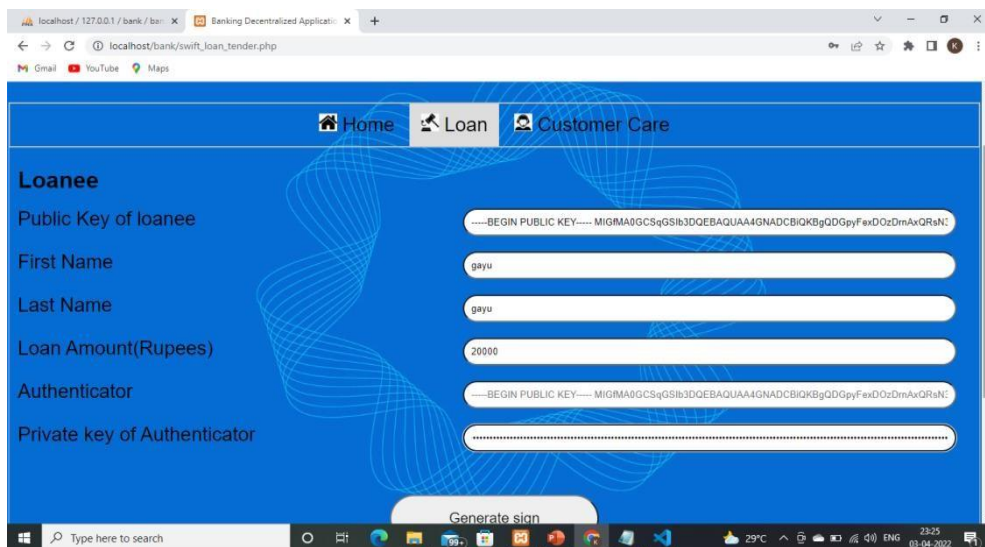 localhost / 127.0.0.1 / bank / ban
Banking Decentralized Applicatio
localhost/bank/swift_loan_tender.php
K
Gmail YouTube Maps
Home Loan Customer Care
Loanee
Public Key of loanee -----BEGIN PUBLIC KEY-----
First Name gayu
Last Name gayu
Loan Amount(Rupees) 20000
Authenticator -----BEGIN PUBLIC KEY-----
Private key of Authenticator
Generate sign
Type here to search 99+ 29°C ENG 23:25
03-04-2022